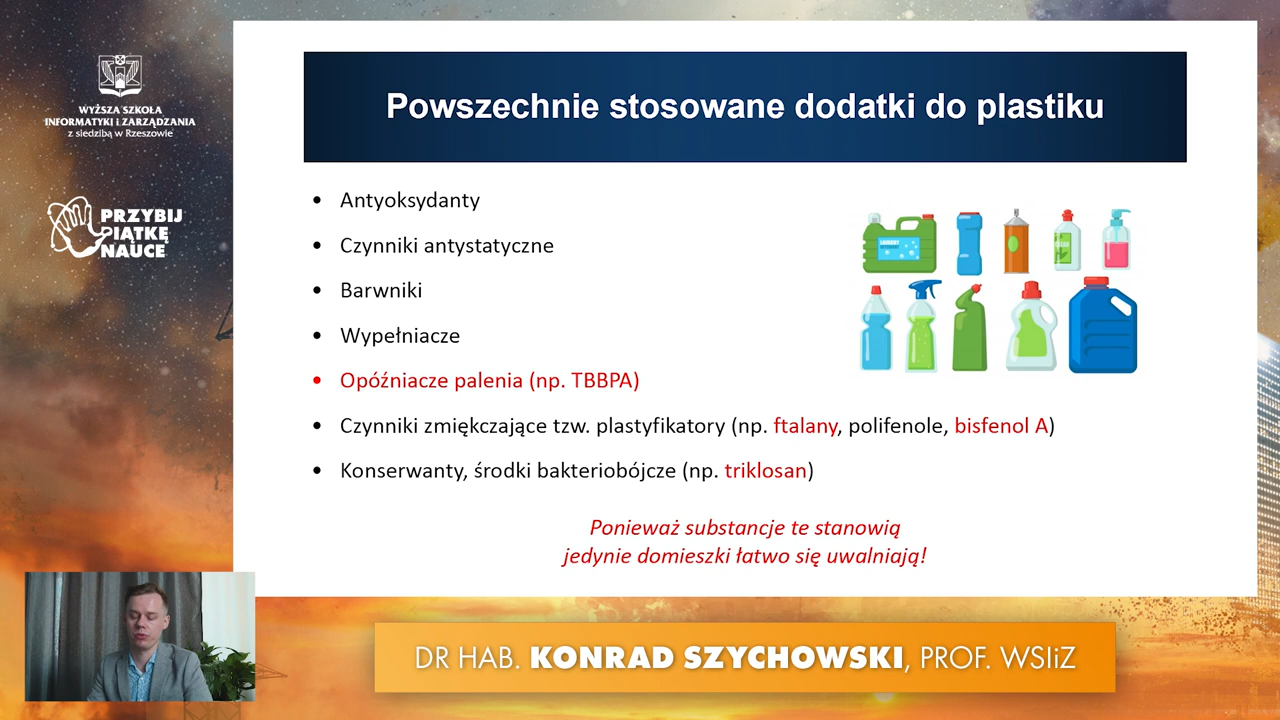 WYŻSZA SZKOŁA
INFORMATYKI i ZARZĄDZANIA
z siedzibą w Rzeszowie
PRZYBIJ
PIĄTKĘ
NAUCE
Powszechnie stosowane dodatki do plastiku
• Antyoksydanty
• Czynniki antystatyczne
• Barwniki
• Wypełniacze
• Opóźniacze palenia (np. TBBPA)
• Czynniki zmiękczające tzw. plastyfikatory (np. ftalany, polifenole, bisfenol A)
• Konserwanty, środki bakteriobójcze (np. triklosan)
Ponieważ substancje te stanowią
jedynie domieszki łatwo się uwalniają!
DR HAB. KONRAD SZYCHOWSKI, PROF. WSIiZ